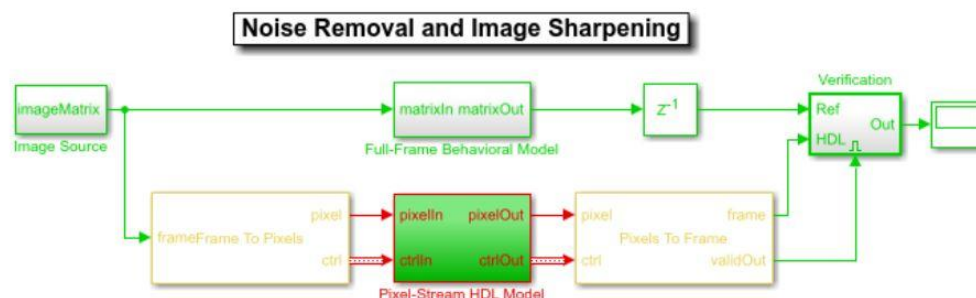 Noise Removal and Image Sharpening
Verification
imageMatrix
matrixIn matrixOut
Z-1
Ref
Out
HDL
Image Source
Full-Frame Behavioral Model
pixel
pixelIn pixelOut
pixel
frame
frame Frame To Pixels
Pixels To Frame
ctrl
ctrlIn ctrlOut
ctrl
validOut
Pixel-Stream HDL Model